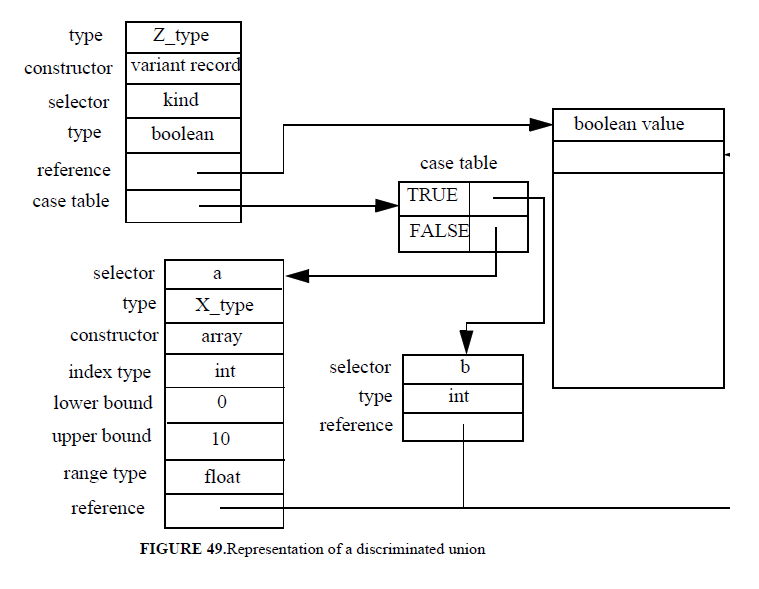 type Z_type
constructor variant record
selector kind
type boolean
reference
case table
boolean value
case table
TRUE
FALSE
selector a
type X_type
constructor array
index type int
lower bound 0
upper bound 10
range type float
reference
selector b
type int
reference
FIGURE 49.Representation of a discriminated union